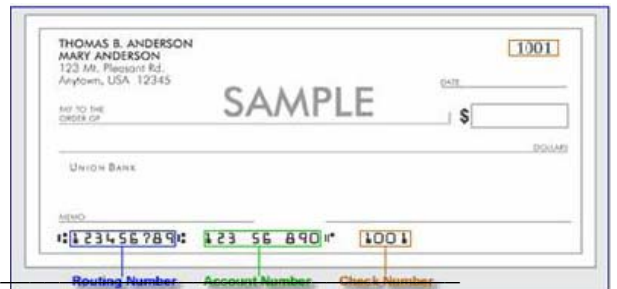 THOMAS B. ANDERSON
MARY ANDERSON
123 Mt. Pleasant Rd.
Anytown, USA 12345
1001
DATE
PAY TO THE
ORDER OF
SAMPLE
$
DOLLARS
UNION BANK
MEMO
⑆123456789⑆ 123 56 890⑈ 1001
Routing Number Account Number Check Number